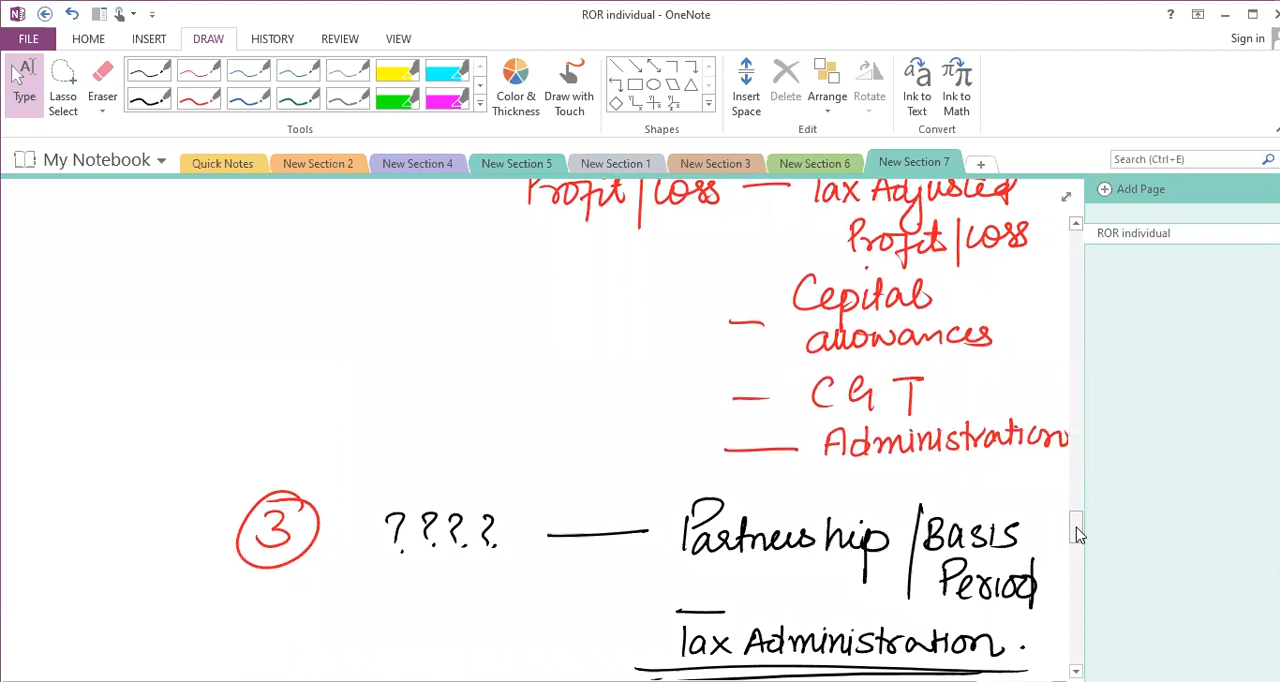 ROR individual - OneNote
?
FILE HOME INSERT DRAW HISTORY REVIEW VIEW
Sign in
Type
Lasso Select
Eraser
Color & Thickness
Draw with Touch
Insert Space
Delete
Arrange
Rotate
Ink to Text
Ink to Math
Tools
Shapes
Edit
Convert
My Notebook
Quick Notes New Section 2 New Section 4 New Section 5 New Section 1 New Section 3 New Section 6 New Section 7
Search (Ctrl+E)
Add Page
ROR individual
Profit/Loss — Tax Adjusted
Profit/Loss
— Capital
allowances
— CGT
— Administration
3 ???? — Partnership / Basis
Period
— Tax Administration.